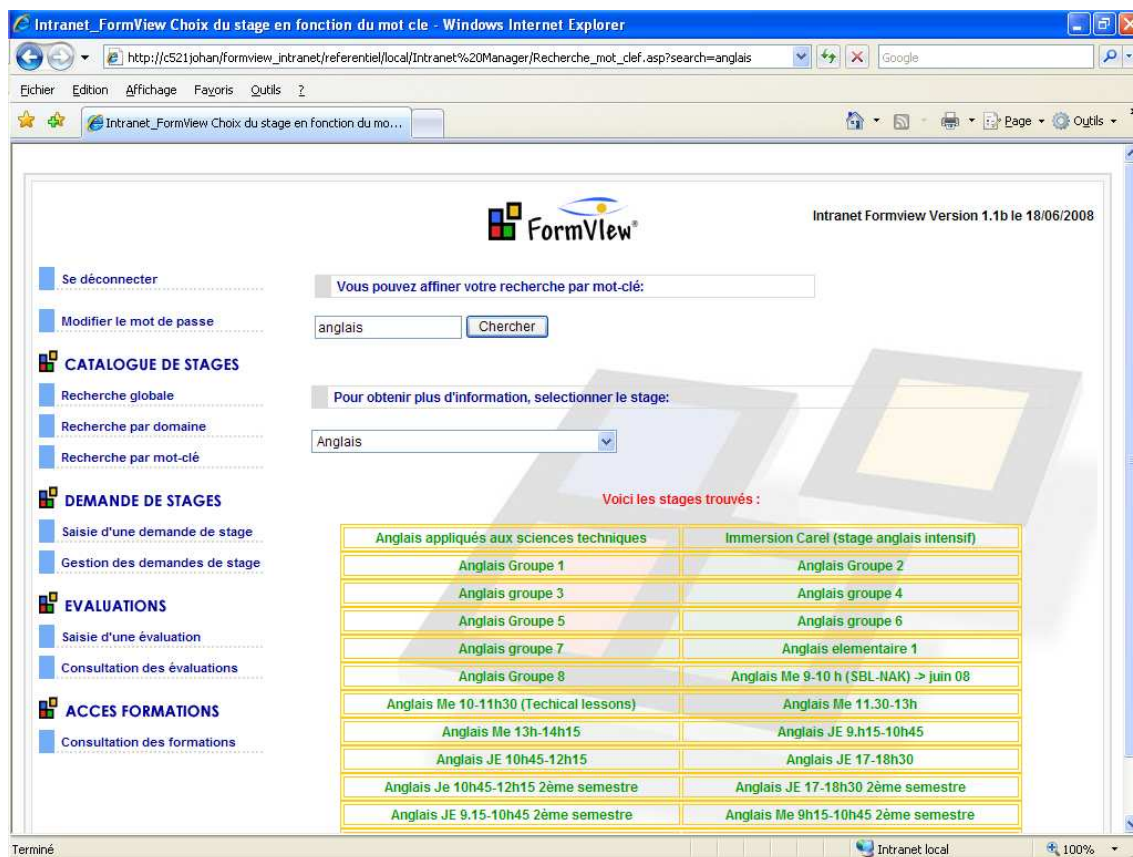 Intranet_FormView Choix du stage en fonction du mot cle - Windows Internet Explorer
http://c521johan/formview_intranet/referentiel/local/Intranet%20Manager/Recherche_mot_clef.asp?search=anglais
Google
Fichier Edition Affichage Favoris Outils ?
Intranet_FormView Choix du stage en fonction du mo...
Page Outils
FormVIew®
Intranet Formview Version 1.1b le 18/06/2008
Se déconnecter
Modifier le mot de passe
CATALOGUE DE STAGES
Recherche globale
Recherche par domaine
Recherche par mot-clé
DEMANDE DE STAGES
Saisie d'une demande de stage
Gestion des demandes de stage
EVALUATIONS
Saisie d'une évaluation
Consultation des évaluations
ACCES FORMATIONS
Consultation des formations
Vous pouvez affiner votre recherche par mot-clé:
anglais Chercher
Pour obtenir plus d'information, selectionner le stage:
Anglais
Voici les stages trouvés :
Anglais appliqués aux sciences techniques Immersion Carel (stage anglais intensif)
Anglais Groupe 1 Anglais Groupe 2
Anglais groupe 3 Anglais groupe 4
Anglais Groupe 5 Anglais groupe 6
Anglais groupe 7 Anglais elementaire 1
Anglais Groupe 8 Anglais Me 9-10 h (SBL-NAK) -> juin 08
Anglais Me 10-11h30 (Techical lessons) Anglais Me 11.30-13h
Anglais Me 13h-14h15 Anglais JE 9.h15-10h45
Anglais JE 10h45-12h15 Anglais JE 17-18h30
Anglais Je 10h45-12h15 2ème semestre Anglais JE 17-18h30 2ème semestre
Anglais JE 9.15-10h45 2ème semestre Anglais Me 9h15-10h45 2ème semestre
Terminé
Intranet local
100%